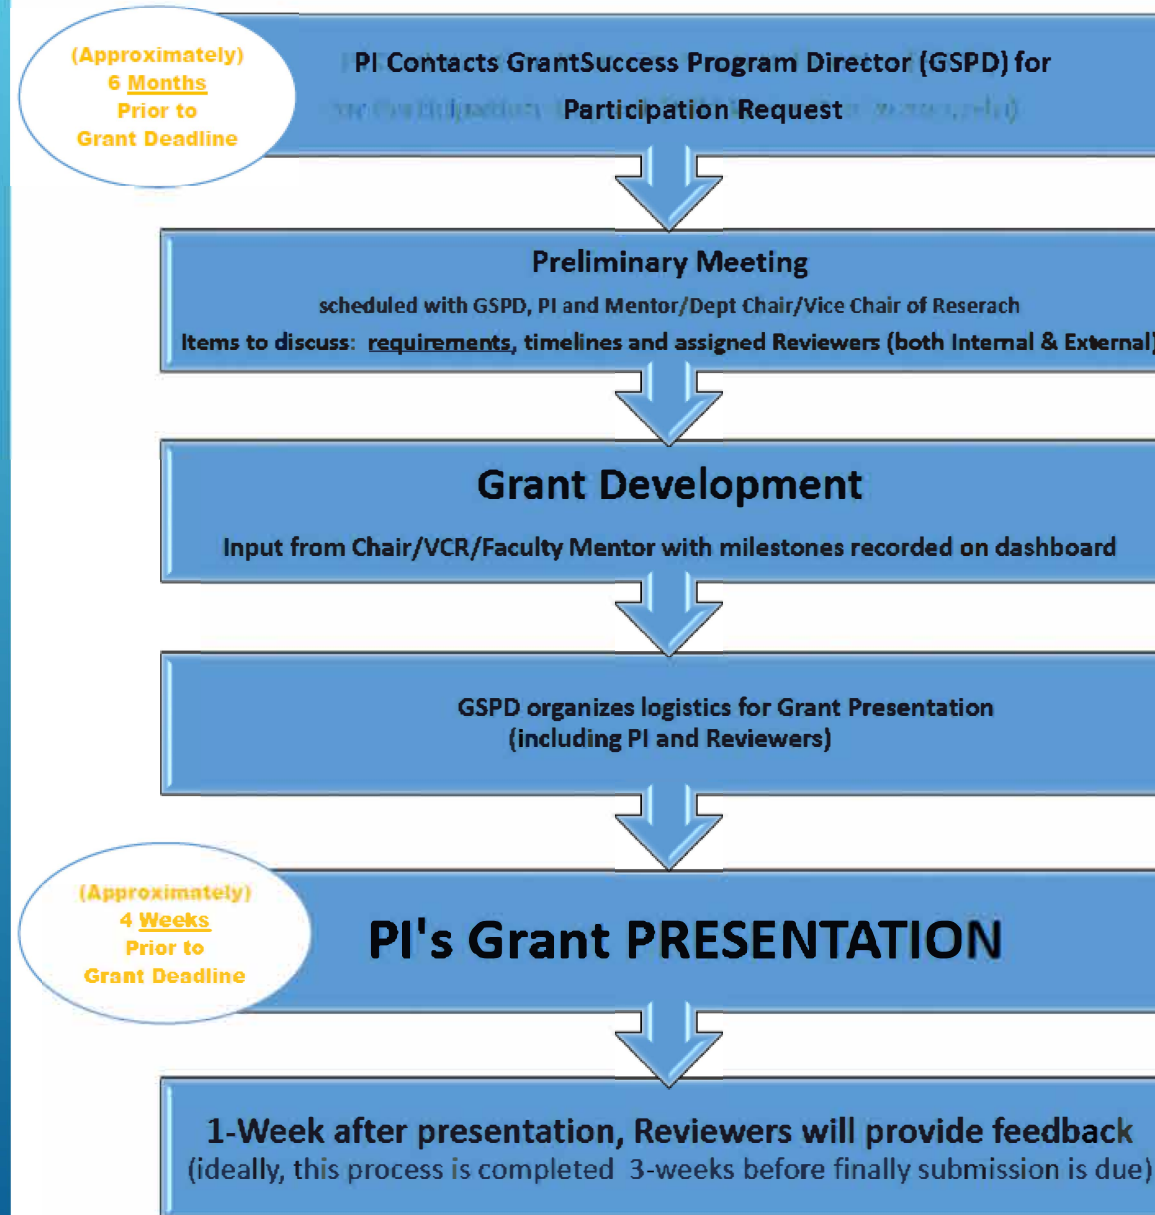 (Approximately)
6 Months
Prior to
Grant Deadline
PI Contacts GrantSuccess Program Director (GSPD) for
Participation Request
Preliminary Meeting
scheduled with GSPD, PI and Mentor/Dept Chair/Vice Chair of Reserach
Items to discuss: requirements, timelines and assigned Reviewers (both Internal & External)
Grant Development
Input from Chair/VCR/Faculty Mentor with milestones recorded on dashboard
GSPD organizes logistics for Grant Presentation
(including PI and Reviewers)
(Approximately)
4 Weeks
Prior to
Grant Deadline
PI's Grant PRESENTATION
1-Week after presentation, Reviewers will provide feedback
(ideally, this process is completed 3-weeks before finally submission is due)